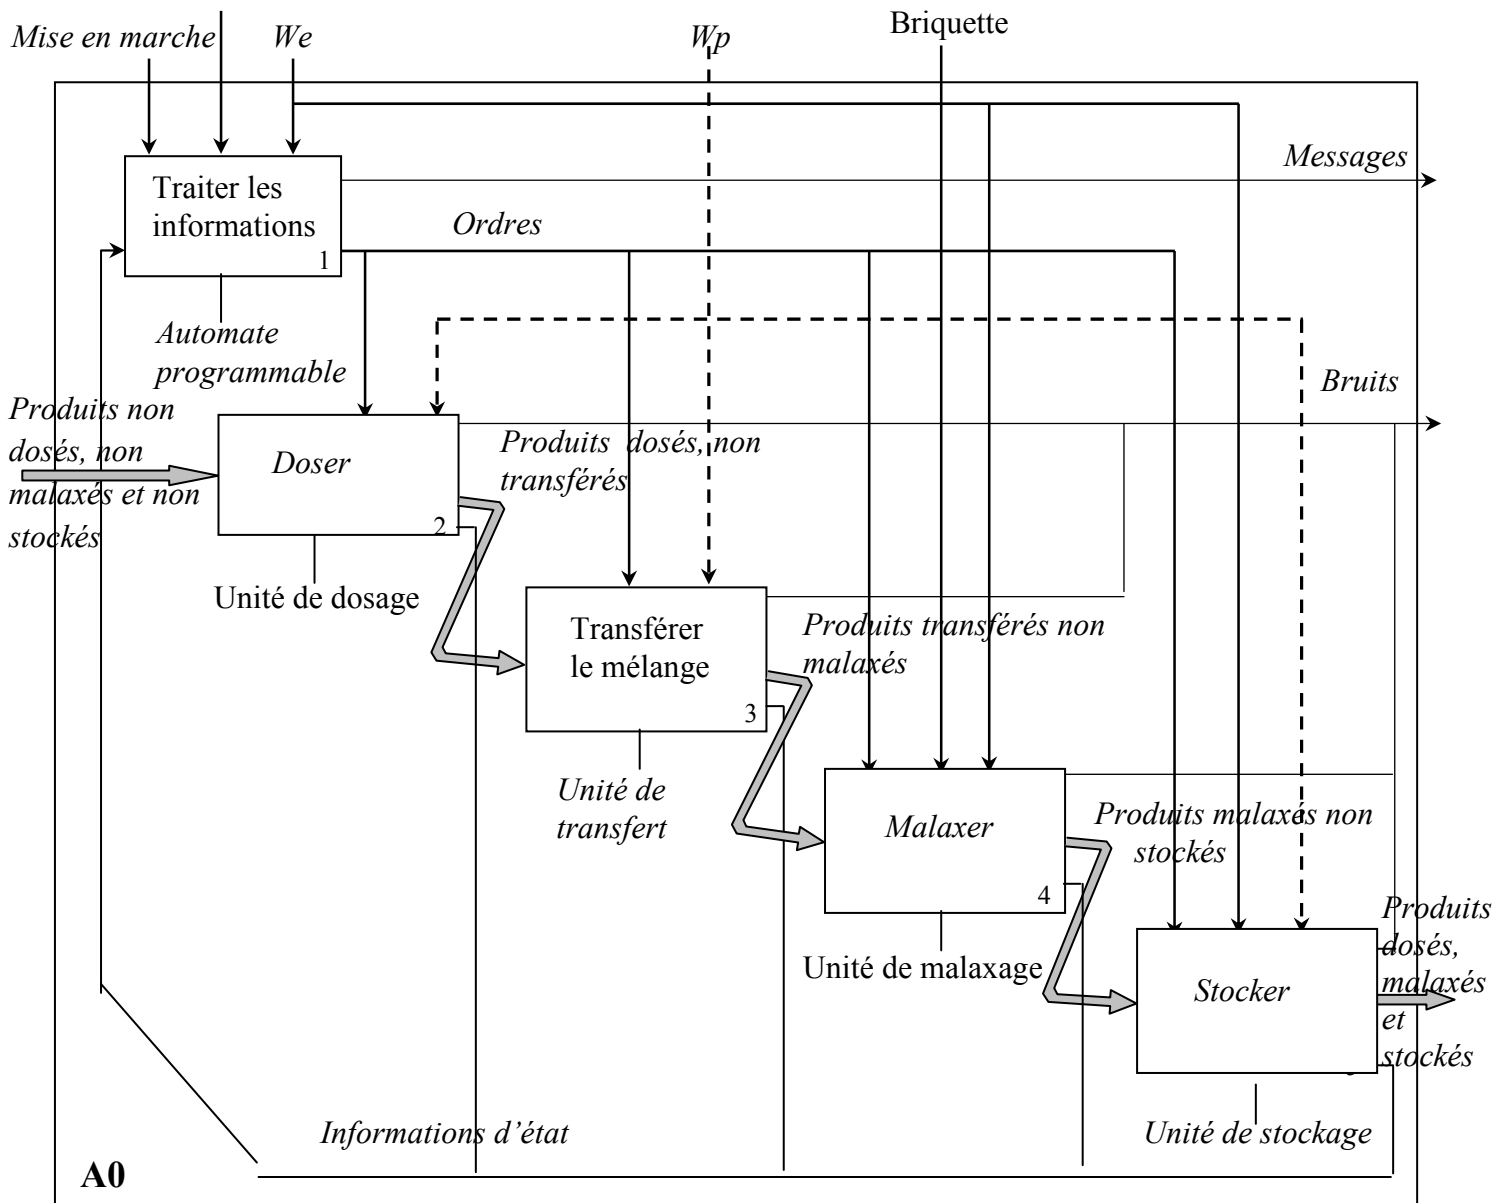 Mise en marche
We
Wp
Briquette
Messages
Traiter les
informations
1
Ordres
Automate
programmable
Bruits
Produits non
dosés, non
malaxés et non
stockés
Doser
2
Produits dosés, non
transférés
Unité de dosage
Transférer
le mélange
3
Produits transférés non
malaxés
Unité de
transfert
Malaxer
4
Produits malaxés non
stockés
Unité de malaxage
Stocker
Produits
dosés,
malaxés
et
stockés
Unité de stockage
Informations d’état
A0